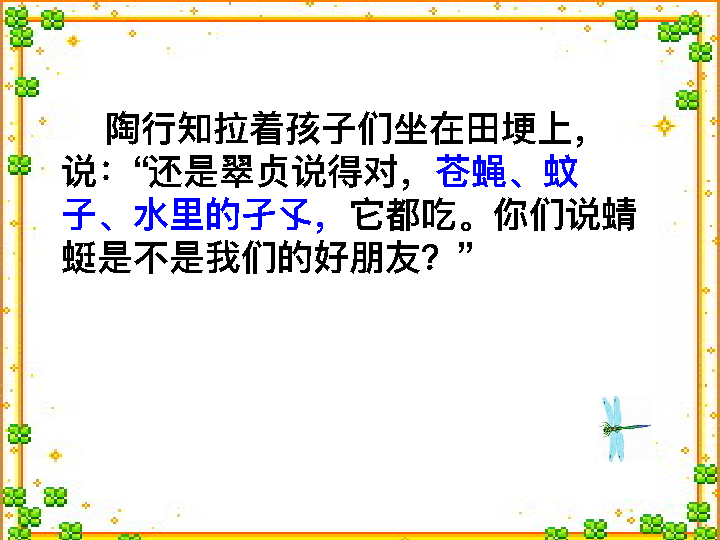 陶行知拉着孩子们坐在田埂上，
说：“还是翠贞说得对，苍蝇、蚊
子、水里的孑孓，它都吃。你们说蜻
蜓是不是我们的好朋友？”